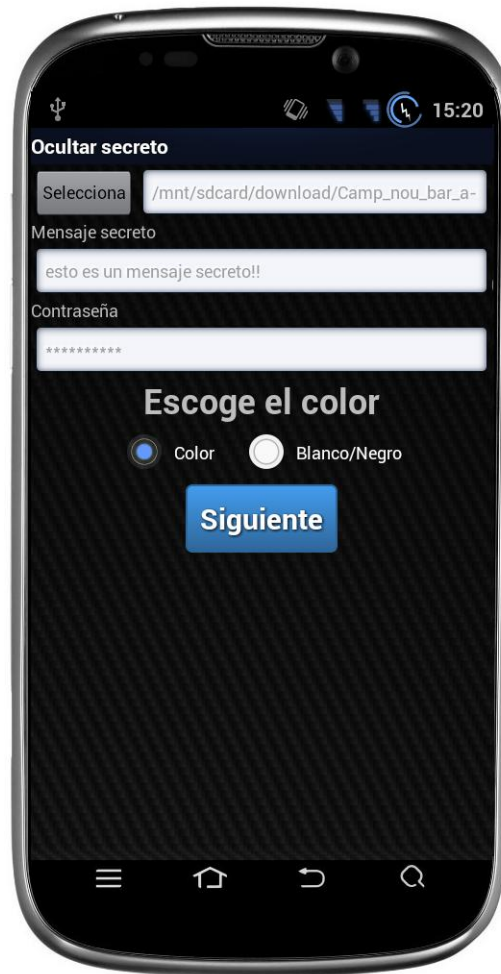 15:20
Ocultar secreto
Selecciona /mnt/sdcard/download/Camp_nou_bar_a-
Mensaje secreto
esto es un mensaje secreto!!
Contraseña
**********
Escoge el color
Color Blanco/Negro
Siguiente